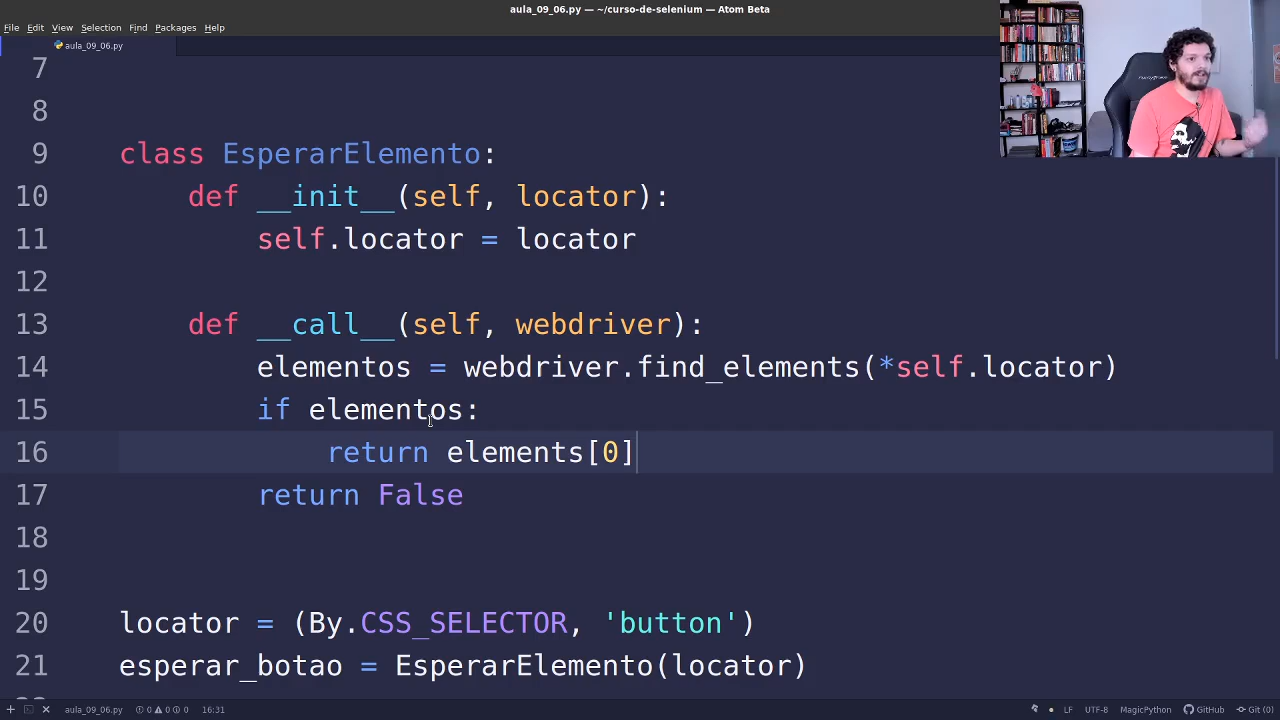 aula_09_06.py — ~/curso-de-selenium — Atom Beta
File Edit View Selection Find Packages Help
aula_09_06.py
7
8
9 class EsperarElemento:
10 def __init__(self, locator):
11 self.locator = locator
12
13 def __call__(self, webdriver):
14 elementos = webdriver.find_elements(*self.locator)
15 if elementos:
16 return elements[0]
17 return False
18
19
20 locator = (By.CSS_SELECTOR, 'button')
21 esperar_botao = EsperarElemento(locator)
aula_09_06.py 0 0 0 16:31 LF UTF-8 MagicPython GitHub Git (0)